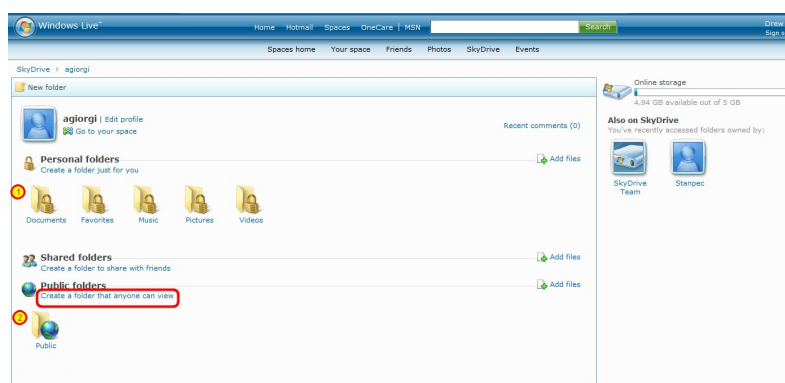 Windows Live™
Home Hotmail Spaces OneCare | MSN
Search
Drew
Sign o
Spaces home Your space Friends Photos SkyDrive Events
SkyDrive › agiorgi
New folder
Online storage
4.94 GB available out of 5 GB
agiorgi | Edit profile
Go to your space
Recent comments (0)
Also on SkyDrive
You've recently accessed folders owned by:
SkyDrive Team
Stanpec
Personal folders
Add files
Create a folder just for you
1
Documents Favorites Music Pictures Videos
Shared folders
Add files
Create a folder to share with friends
Public folders
Add files
Create a folder that anyone can view
2
Public